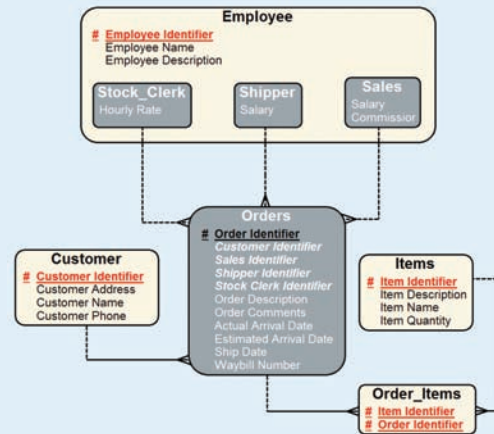 Employee
# Employee Identifier
Employee Name
Employee Description
Stock_Clerk
Hourly Rate
Shipper
Salary
Sales
Salary
Commission
Orders
# Order Identifier
Customer Identifier
Sales Identifier
Shipper Identifier
Stock Clerk Identifier
Order Description
Order Comments
Actual Arrival Date
Estimated Arrival Date
Ship Date
Waybill Number
Customer
# Customer Identifier
Customer Address
Customer Name
Customer Phone
Items
# Item Identifier
Item Description
Item Name
Item Quantity
Order_Items
# Item Identifier
# Order Identifier